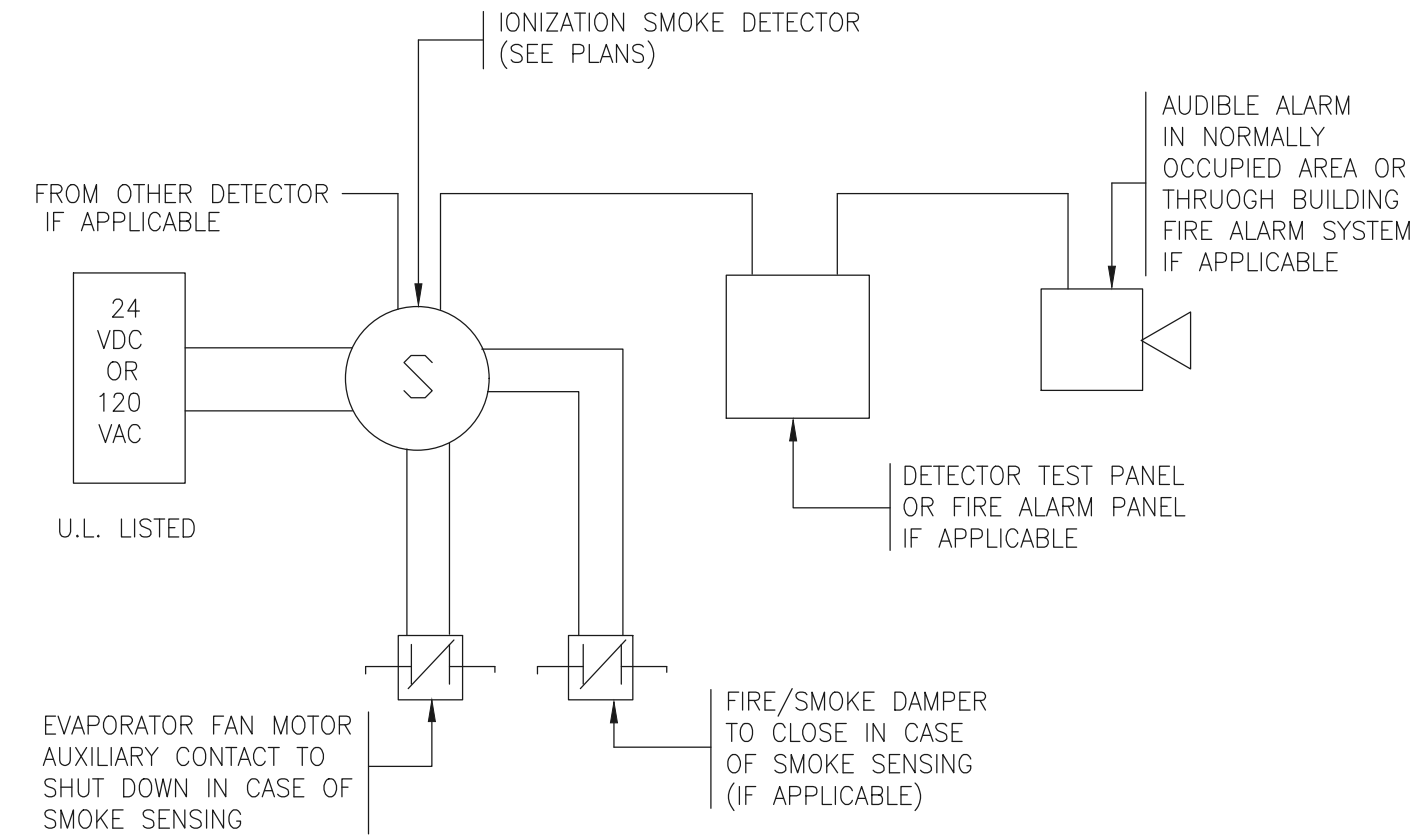 IONIZATION SMOKE DETECTOR
(SEE PLANS)
AUDIBLE ALARM
IN NORMALLY
OCCUPIED AREA OR
THRUOGH BUILDING
FIRE ALARM SYSTEM
IF APPLICABLE
FROM OTHER DETECTOR
IF APPLICABLE
24
VDC
OR
120
VAC
S
U.L. LISTED
DETECTOR TEST PANEL
OR FIRE ALARM PANEL
IF APPLICABLE
EVAPORATOR FAN MOTOR
AUXILIARY CONTACT TO
SHUT DOWN IN CASE OF
SMOKE SENSING
FIRE/SMOKE DAMPER
TO CLOSE IN CASE
OF SMOKE SENSING
(IF APPLICABLE)